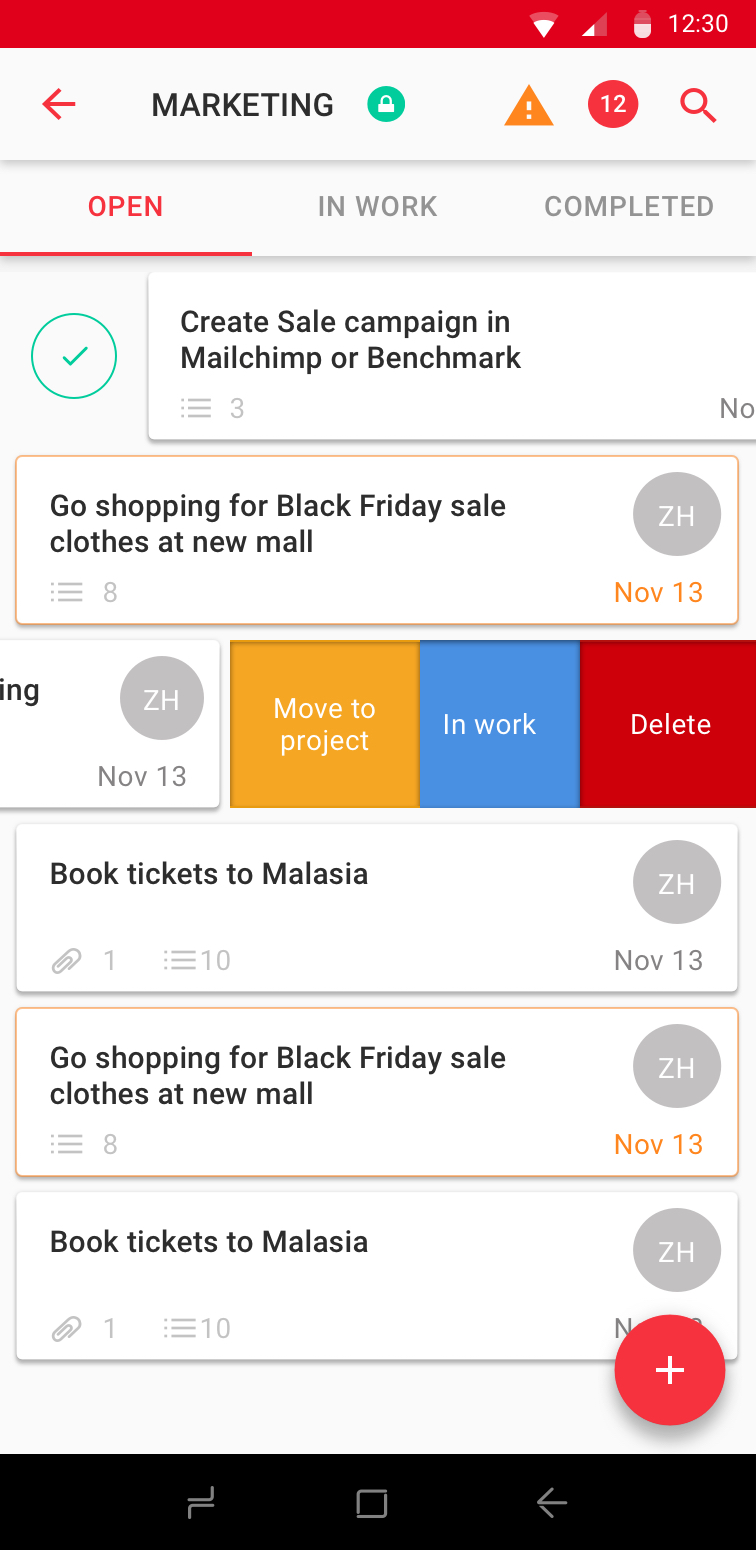 12:30
MARKETING 12
OPEN IN WORK COMPLETED
Create Sale campaign in
Mailchimp or Benchmark
3 No
Go shopping for Black Friday sale
clothes at new mall
ZH
8 Nov 13
ing
ZH
Nov 13
Move to
project
In work
Delete
Book tickets to Malasia
ZH
1 10 Nov 13
Go shopping for Black Friday sale
clothes at new mall
ZH
8 Nov 13
Book tickets to Malasia
ZH
1 10